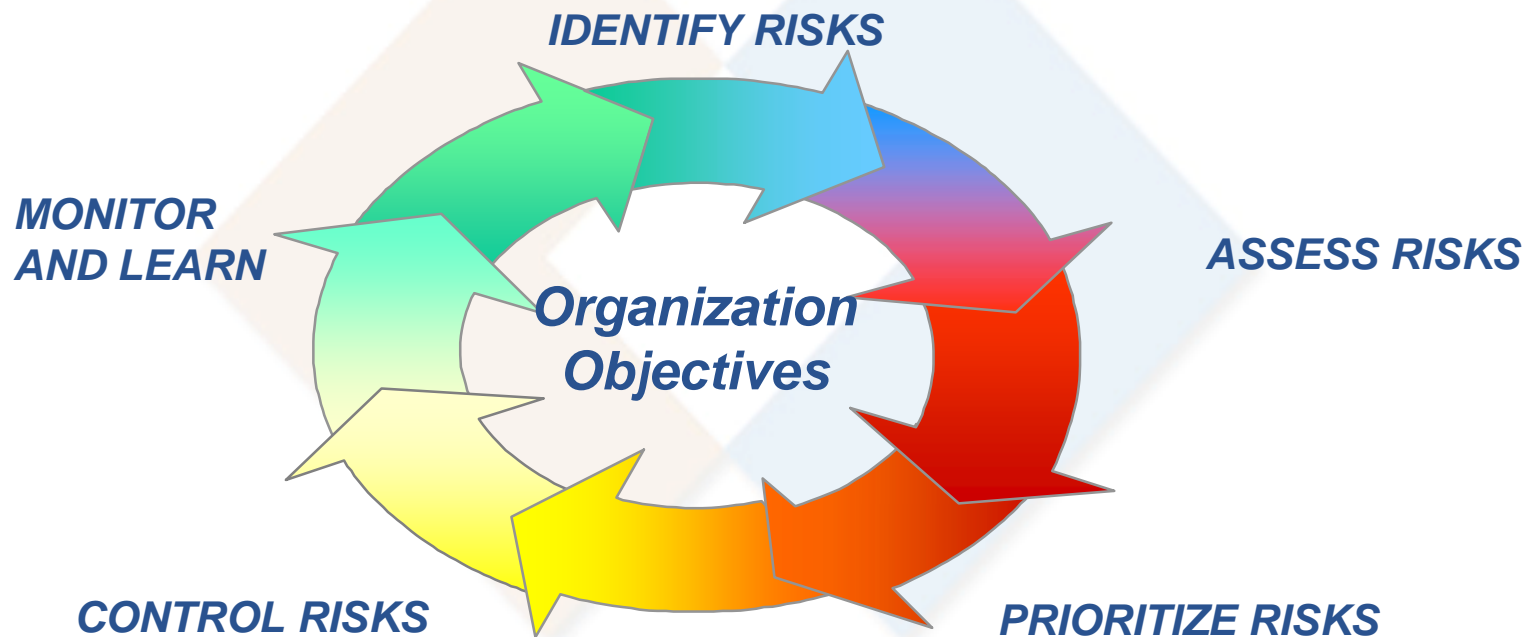 IDENTIFY RISKS
MONITOR
AND LEARN
ASSESS RISKS
Organization
Objectives
CONTROL RISKS
PRIORITIZE RISKS